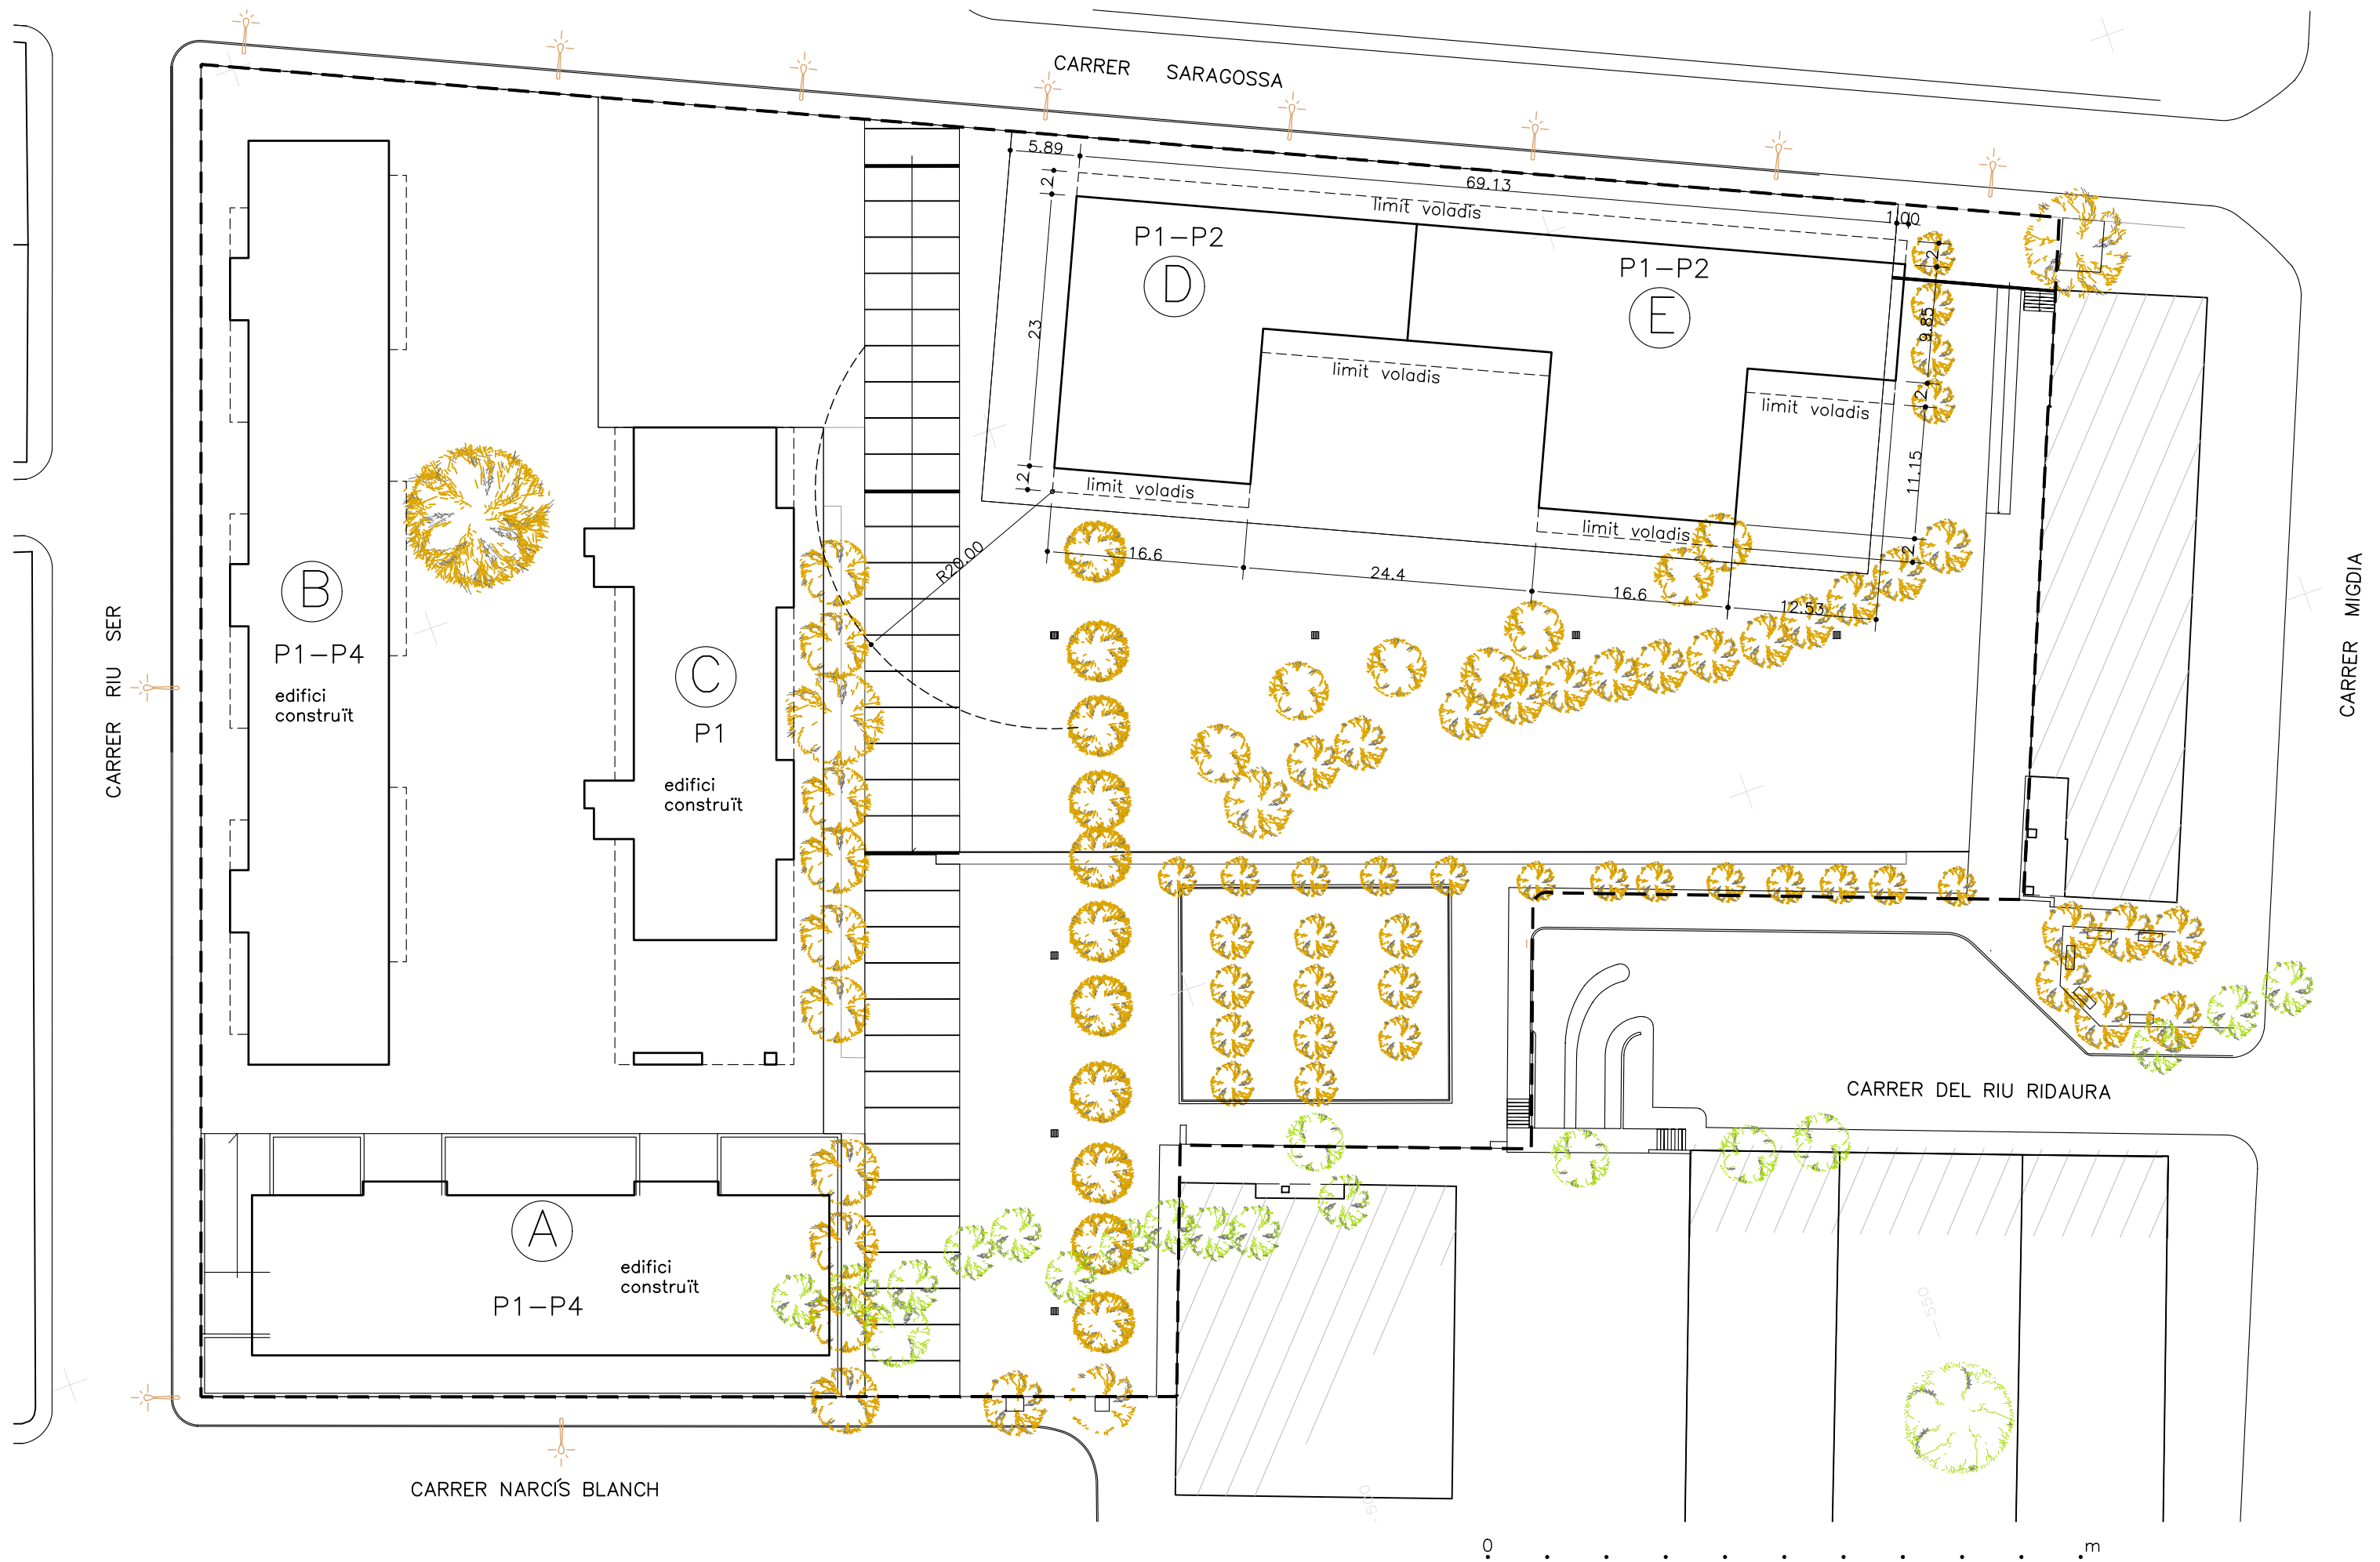 CARRER SARAGOSSA
5.89
2
69.13
limit voladis
1.00
P1-P2
D
P1-P2
E
2
23
9.85
limit voladis
2
limit voladis
11.15
2
limit voladis
limit voladis
2
R20.00
16.6
24.4
16.6
12.53
B
P1-P4
edifici
construït
C
P1
edifici
construït
CARRER RIU SER
CARRER MIGDIA
CARRER DEL RIU RIDAURA
A
edifici
construït
P1-P4
550
500
CARRER NARCÍS BLANCH
0
m